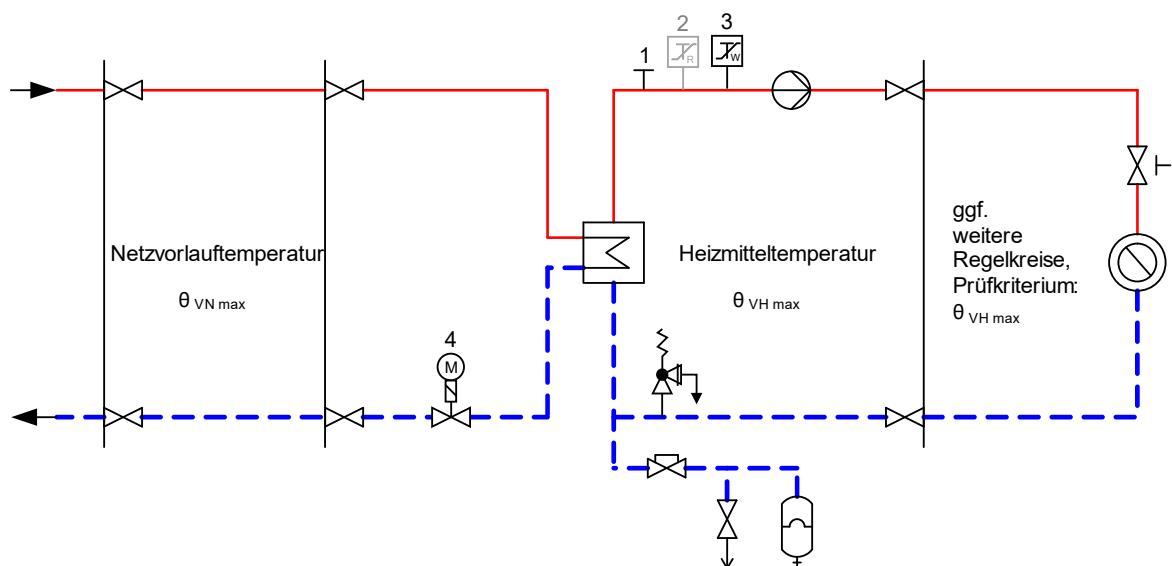 1
2
3
R
W
Netzvorlauftemperatur
θ VN max
Heizmitteltemperatur
θ VH max
ggf.
weitere
Regelkreise,
Prüfkriterium:
θ VH max
4
M